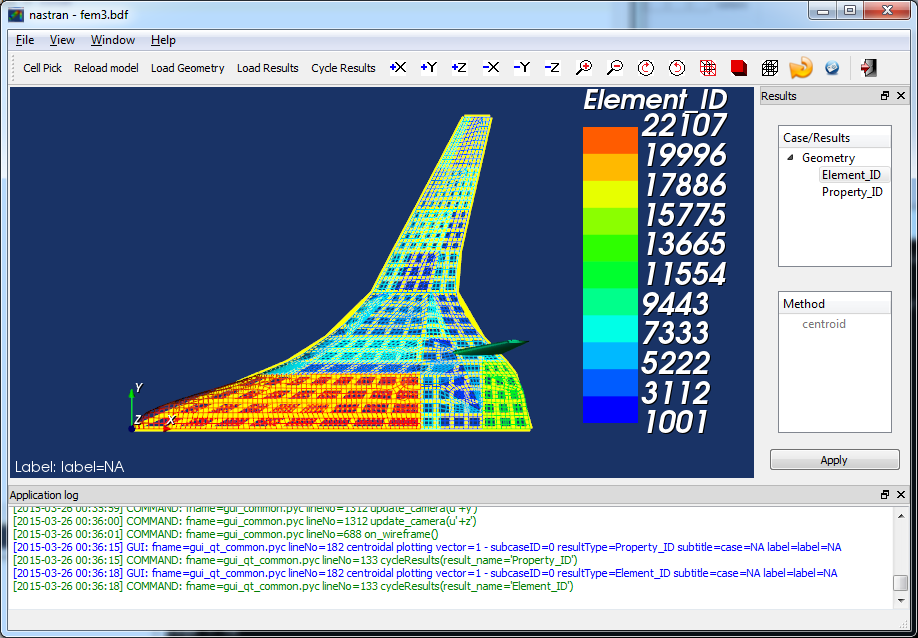 nastran - fem3.bdf
File View Window Help
Cell Pick Reload model Load Geometry Load Results Cycle Results +X +Y +Z -X -Y -Z
Element_ID
22107
19996
17886
15775
13665
11554
9443
7333
5222
3112
1001
Y
Z
X
Label: label=NA
Results
Case/Results
Geometry
Element_ID
Property_ID
Method
centroid
Apply
Application log
[2015-03-26 00:35:59] COMMAND: fname=gui_common.pyc lineNo=1312 update_camera(u'+y')
[2015-03-26 00:36:00] COMMAND: fname=gui_common.pyc lineNo=1312 update_camera(u'+z')
[2015-03-26 00:36:01] COMMAND: fname=gui_common.pyc lineNo=688 on_wireframe()
[2015-03-26 00:36:15] GUI: fname=gui_qt_common.pyc lineNo=182 centroidal plotting vector=1 - subcaseID=0 resultType=Property_ID subtitle=case=NA label=label=NA
[2015-03-26 00:36:15] COMMAND: fname=gui_qt_common.pyc lineNo=133 cycleResults(result_name='Property_ID')
[2015-03-26 00:36:18] GUI: fname=gui_qt_common.pyc lineNo=182 centroidal plotting vector=1 - subcaseID=0 resultType=Element_ID subtitle=case=NA label=label=NA
[2015-03-26 00:36:18] COMMAND: fname=gui_qt_common.pyc lineNo=133 cycleResults(result_name='Element_ID')